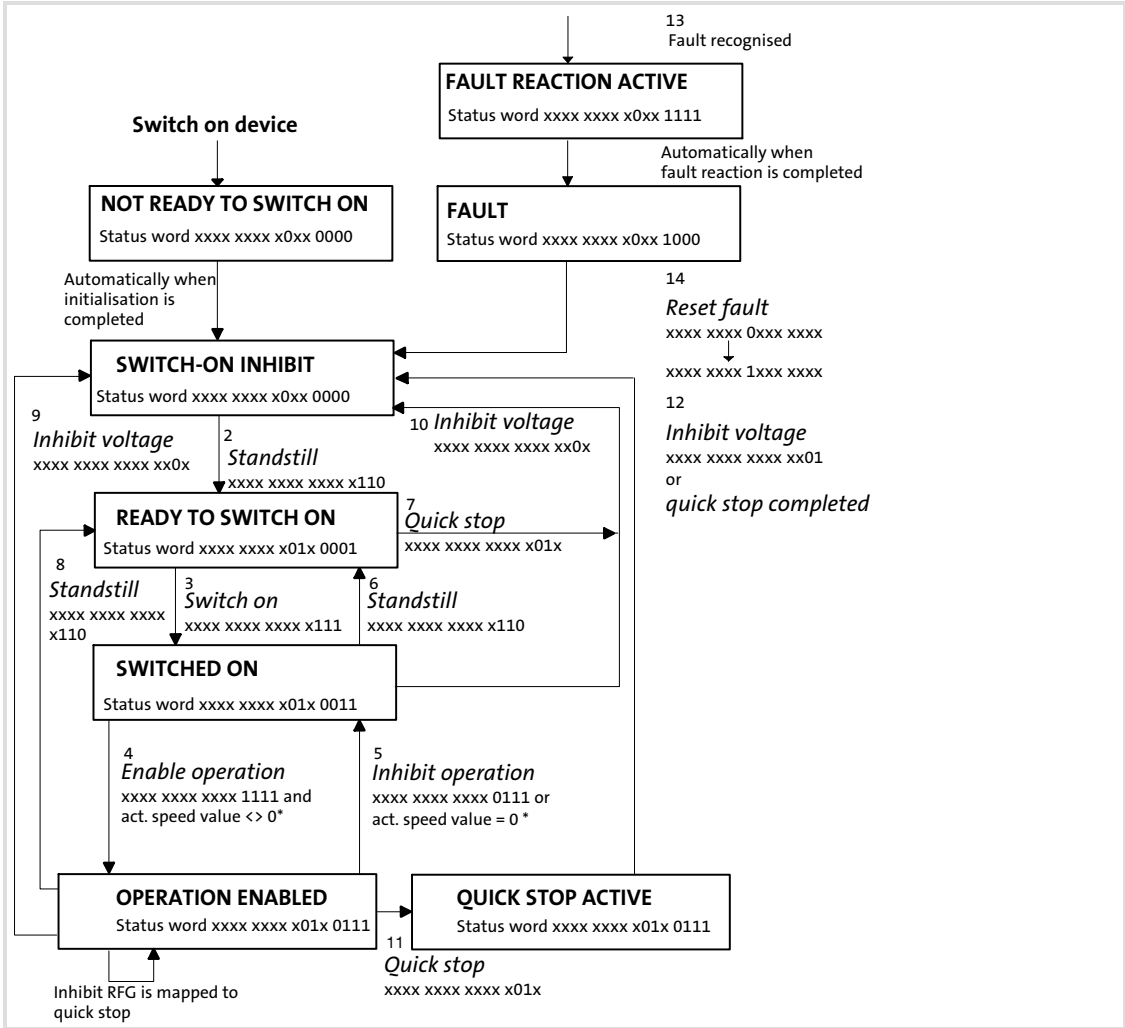 13
Fault recognised
FAULT REACTION ACTIVE
Status word xxxx xxxx x0xx 1111
Switch on device
Automatically when
fault reaction is completed
NOT READY TO SWITCH ON
Status word xxxx xxxx x0xx 0000
FAULT
Status word xxxx xxxx x0xx 1000
Automatically when
initialisation is
completed
14
Reset fault
xxxx xxxx 0xxx xxxx
xxxx xxxx 1xxx xxxx
SWITCH-ON INHIBIT
Status word xxxx xxxx x0xx 0000
9
Inhibit voltage
xxxx xxxx xxxx xx0x
2
Standstill
xxxx xxxx xxxx x110
10 Inhibit voltage
xxxx xxxx xxxx xx0x
12
Inhibit voltage
xxxx xxxx xxxx xx01
or
quick stop completed
READY TO SWITCH ON
Status word xxxx xxxx x01x 0001
7
Quick stop
xxxx xxxx xxxx x01x
8
Standstill
xxxx xxxx xxxx
x110
3
Switch on
xxxx xxxx xxxx x111
6
Standstill
xxxx xxxx xxxx x110
SWITCHED ON
Status word xxxx xxxx x01x 0011
4
Enable operation
xxxx xxxx xxxx 1111 and
act. speed value <> 0*
5
Inhibit operation
xxxx xxxx xxxx 0111 or
act. speed value = 0 *
OPERATION ENABLED
Status word xxxx xxxx x01x 0111
QUICK STOP ACTIVE
Status word xxxx xxxx x01x 0111
11
Quick stop
xxxx xxxx xxxx x01x
Inhibit RFG is mapped to
quick stop